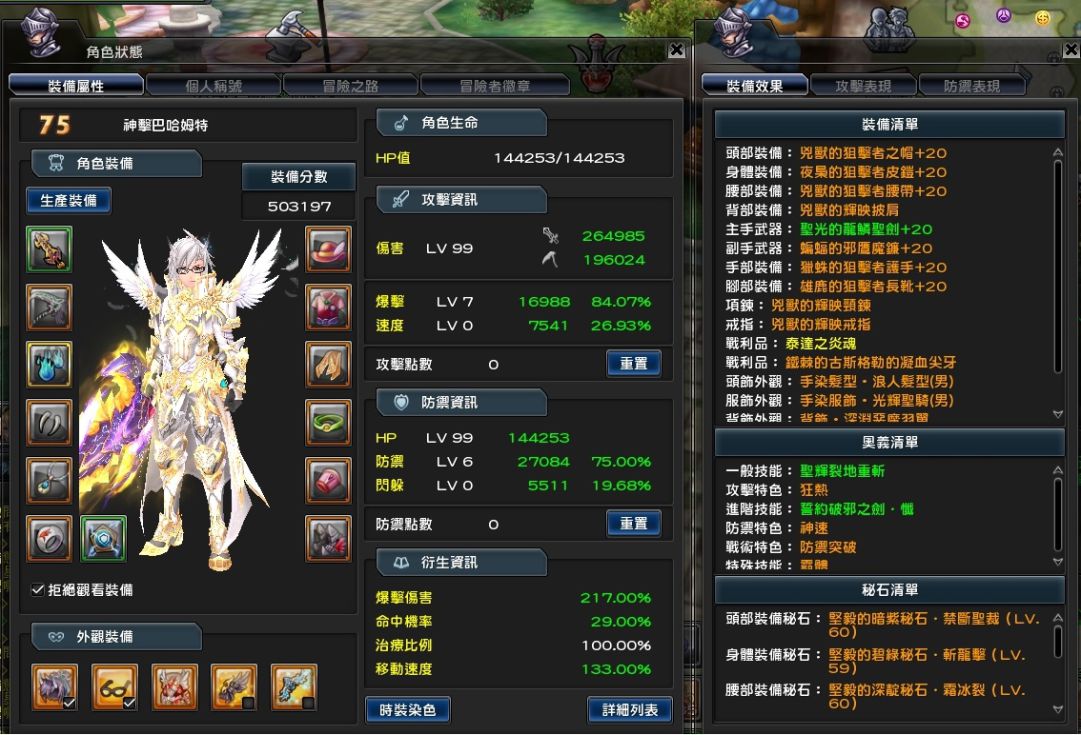 角色狀態
裝備屬性
個人稱號
冒險之路
冒險者徽章
75 神擊巴哈姆特
角色裝備
生產裝備
裝備分數
503197
拒絕觀看裝備
外觀裝備
角色生命
HP值 144253/144253
攻擊資訊
傷害 LV 99 264985
196024
爆擊 LV 7 16988 84.07%
速度 LV 0 7541 26.93%
攻擊點數 0 重置
防禦資訊
HP LV 99 144253
防禦 LV 6 27084 75.00%
閃躲 LV 0 5511 19.68%
防禦點數 0 重置
衍生資訊
爆擊傷害 217.00%
命中機率 29.00%
治療比例 100.00%
移動速度 133.00%
時裝染色
詳細列表
裝備效果
攻擊表現
防禦表現
裝備清單
頭部裝備：兇獸的狙擊者之帽+20
身體裝備：夜梟的狙擊者皮鎧+20
腰部裝備：兇獸的狙擊者腰帶+20
背部裝備：兇獸的輝映披肩
主手武器：聖光的龍鱗聖劍+20
副手武器：蝙蝠的邪鷹魔鐮+20
手部裝備：獵蛛的狙擊者護手+20
腳部裝備：雄鹿的狙擊者長靴+20
項鍊：兇獸的輝映頸鍊
戒指：兇獸的輝映戒指
戰利品：泰達之炎魂
戰利品：鐵棘的古斯格勒的凝血尖牙
頭飾外觀：手染髮型・浪人髮型(男)
服飾外觀：手染服飾・光輝聖騎(男)
背飾外觀：背飾・深淵惡魔羽翼
奧義清單
一般技能：聖輝裂地重斬
攻擊特色：狂熱
進階技能：誓約破邪之劍・懺
防禦特色：神速
戰術特色：防禦突破
特殊技能：霸體
秘石清單
頭部裝備秘石：堅毅的暗紫秘石・禁斷聖裁（LV.
60）
身體裝備秘石：堅毅的碧綠秘石・斬龍擊（LV.
59）
腰部裝備秘石：堅毅的深靛秘石・霜冰裂（LV.
60）